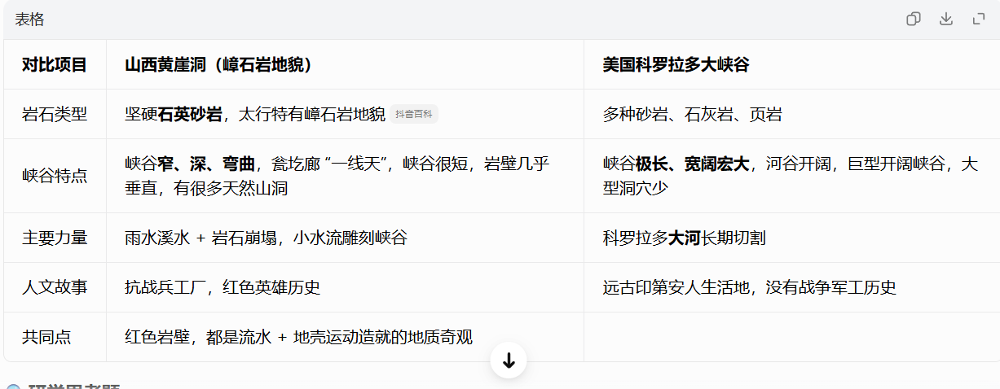 表格
对比项目 山西黄崖洞（嶂石岩地貌） 美国科罗拉多大峡谷
岩石类型 坚硬石英砂岩，太行特有嶂石岩地貌 抖音百科 多种砂岩、石灰岩、页岩
峡谷特点 峡谷窄、深、弯曲，瓮圪廊 “一线天”，峡谷很短，岩壁几乎 峡谷极长、宽阔宏大，河谷开阔，巨型开阔峡谷，大
垂直，有很多天然山洞 型洞穴少
主要力量 雨水溪水 + 岩石崩塌，小水流雕刻峡谷 科罗拉多大河长期切割
人文故事 抗战兵工厂，红色英雄历史 远古印第安人生活地，没有战争军工历史
共同点 红色岩壁，都是流水 + 地壳运动造就的地质奇观